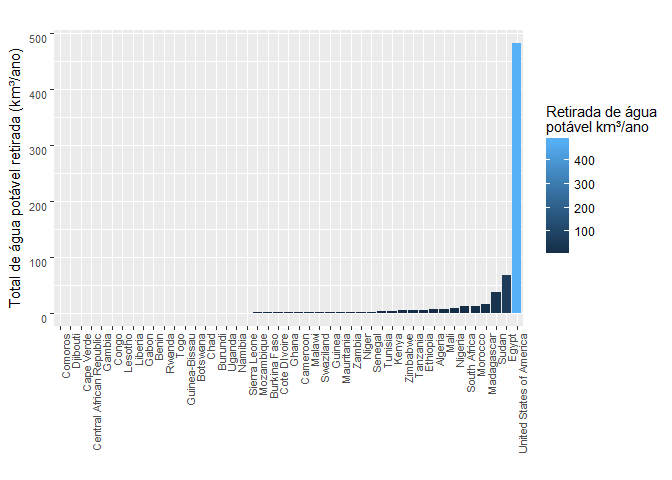 Total de água potável retirada (km³/ano)
500
400
300
200
100
0
Comoros
Djibouti
Cape Verde
Central African Republic
Gambia
Congo
Lesotho
Liberia
Gabon
Benin
Rwanda
Togo
Guinea-Bissau
Botswana
Chad
Burundi
Uganda
Namibia
Sierra Leone
Mozambique
Burkina Faso
Cote DIvoire
Ghana
Cameroon
Malawi
Swaziland
Guinea
Mauritania
Zambia
Niger
Senegal
Tunisia
Kenya
Zimbabwe
Tanzania
Ethiopia
Algeria
Mali
Nigeria
South Africa
Morocco
Madagascar
Sudan
Egypt
United States of America
Retirada de água
potável km³/ano
400
300
200
100